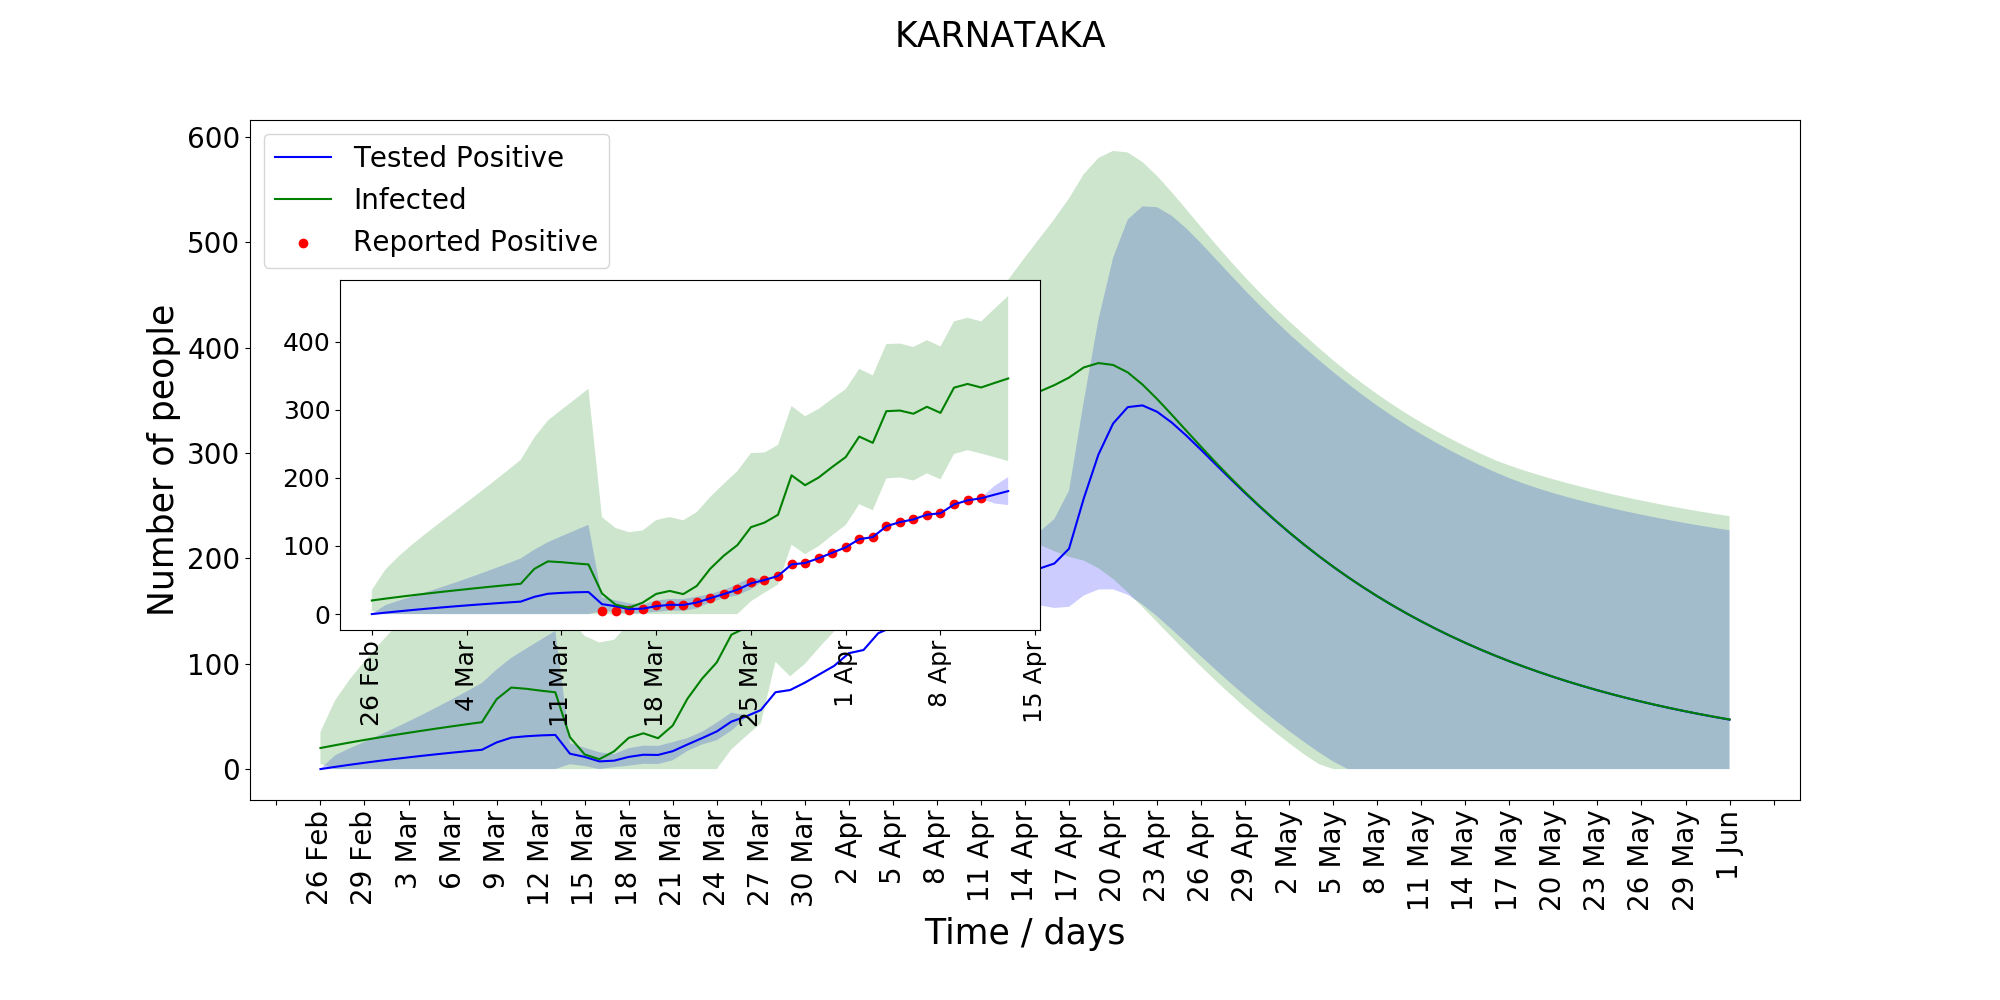 KARNATAKA
Number of people
600
500
400
300
200
100
0
Tested Positive
Infected
Reported Positive
400
300
200
100
0
26 Feb
4 Mar
11 Mar
18 Mar
25 Mar
1 Apr
8 Apr
15 Apr
26 Feb
29 Feb
3 Mar
6 Mar
9 Mar
12 Mar
15 Mar
18 Mar
21 Mar
24 Mar
27 Mar
30 Mar
2 Apr
5 Apr
8 Apr
11 Apr
14 Apr
17 Apr
20 Apr
23 Apr
26 Apr
29 Apr
2 May
5 May
8 May
11 May
14 May
17 May
20 May
23 May
26 May
29 May
1 Jun
Time / days